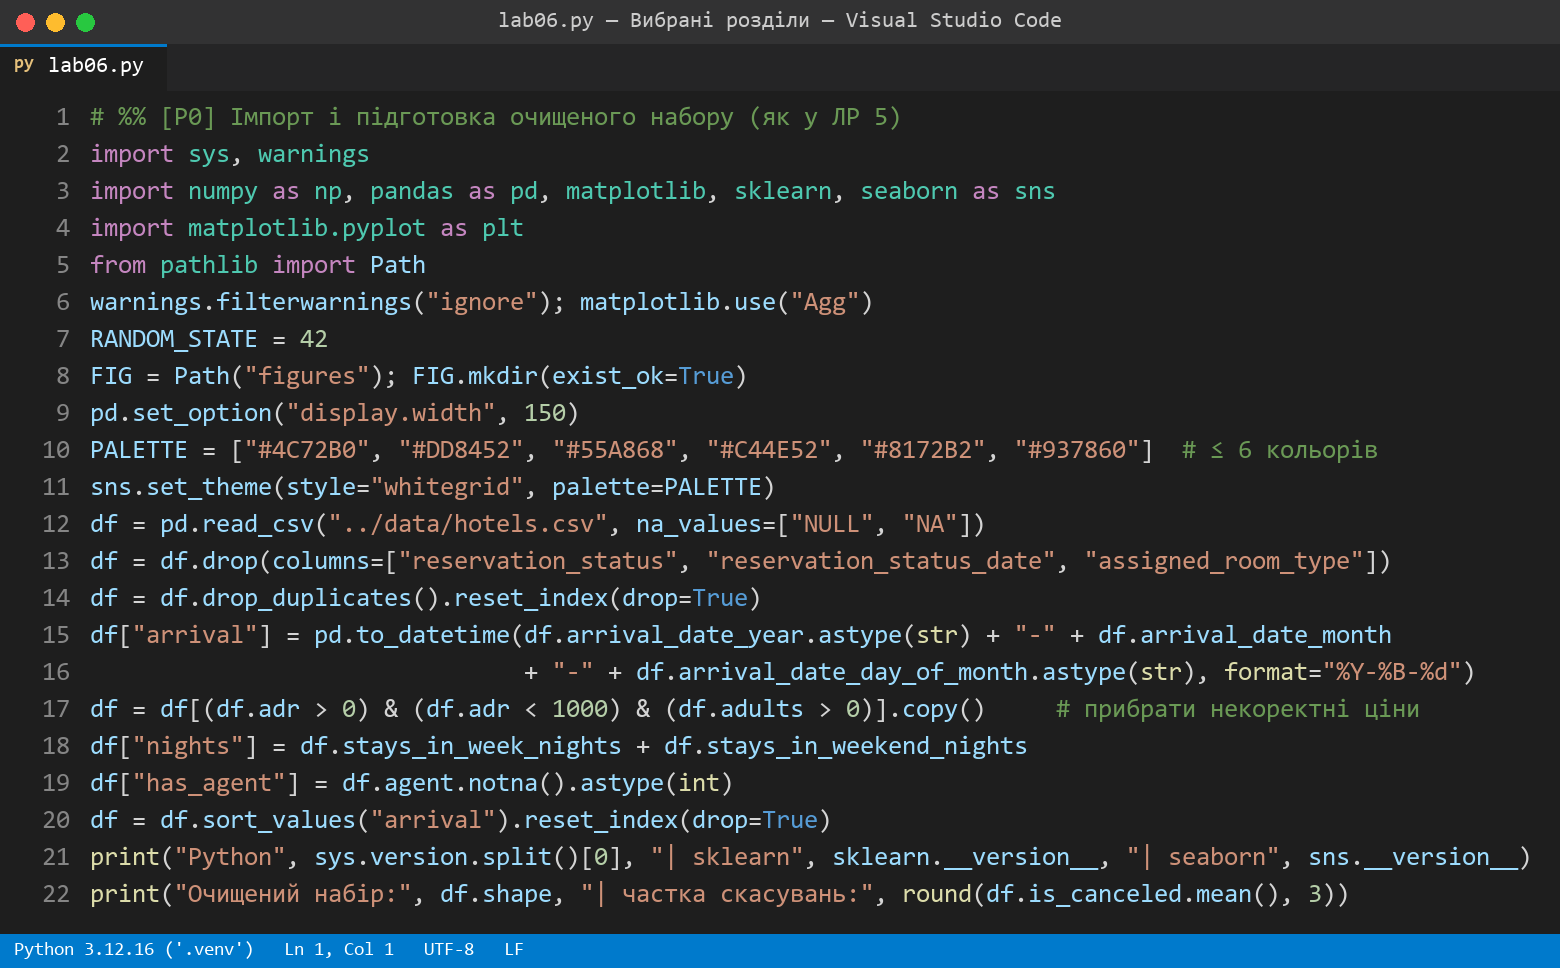 lab06.py — Вибрані розділи — Visual Studio Code
py lab06.py
1 # %% [P0] Імпорт і підготовка очищеного набору (як у ЛР 5)
2 import sys, warnings
3 import numpy as np, pandas as pd, matplotlib, sklearn, seaborn as sns
4 import matplotlib.pyplot as plt
5 from pathlib import Path
6 warnings.filterwarnings("ignore"); matplotlib.use("Agg")
7 RANDOM_STATE = 42
8 FIG = Path("figures"); FIG.mkdir(exist_ok=True)
9 pd.set_option("display.width", 150)
10 PALETTE = ["#4C72B0", "#DD8452", "#55A868", "#C44E52", "#8172B2", "#937860"]  # ≤ 6 кольорів
11 sns.set_theme(style="whitegrid", palette=PALETTE)
12 df = pd.read_csv("../data/hotels.csv", na_values=["NULL", "NA"])
13 df = df.drop(columns=["reservation_status", "reservation_status_date", "assigned_room_type"])
14 df = df.drop_duplicates().reset_index(drop=True)
15 df["arrival"] = pd.to_datetime(df.arrival_date_year.astype(str) + "-" + df.arrival_date_month
16                                + "-" + df.arrival_date_day_of_month.astype(str), format="%Y-%B-%d")
17 df = df[(df.adr > 0) & (df.adr < 1000) & (df.adults > 0)].copy()     # прибрати некоректні ціни
18 df["nights"] = df.stays_in_week_nights + df.stays_in_weekend_nights
19 df["has_agent"] = df.agent.notna().astype(int)
20 df = df.sort_values("arrival").reset_index(drop=True)
21 print("Python", sys.version.split()[0], "| sklearn", sklearn.__version__, "| seaborn", sns.__version__)
22 print("Очищений набір:", df.shape, "| частка скасувань:", round(df.is_canceled.mean(), 3))
Python 3.12.16 ('.venv') Ln 1, Col 1 UTF-8 LF